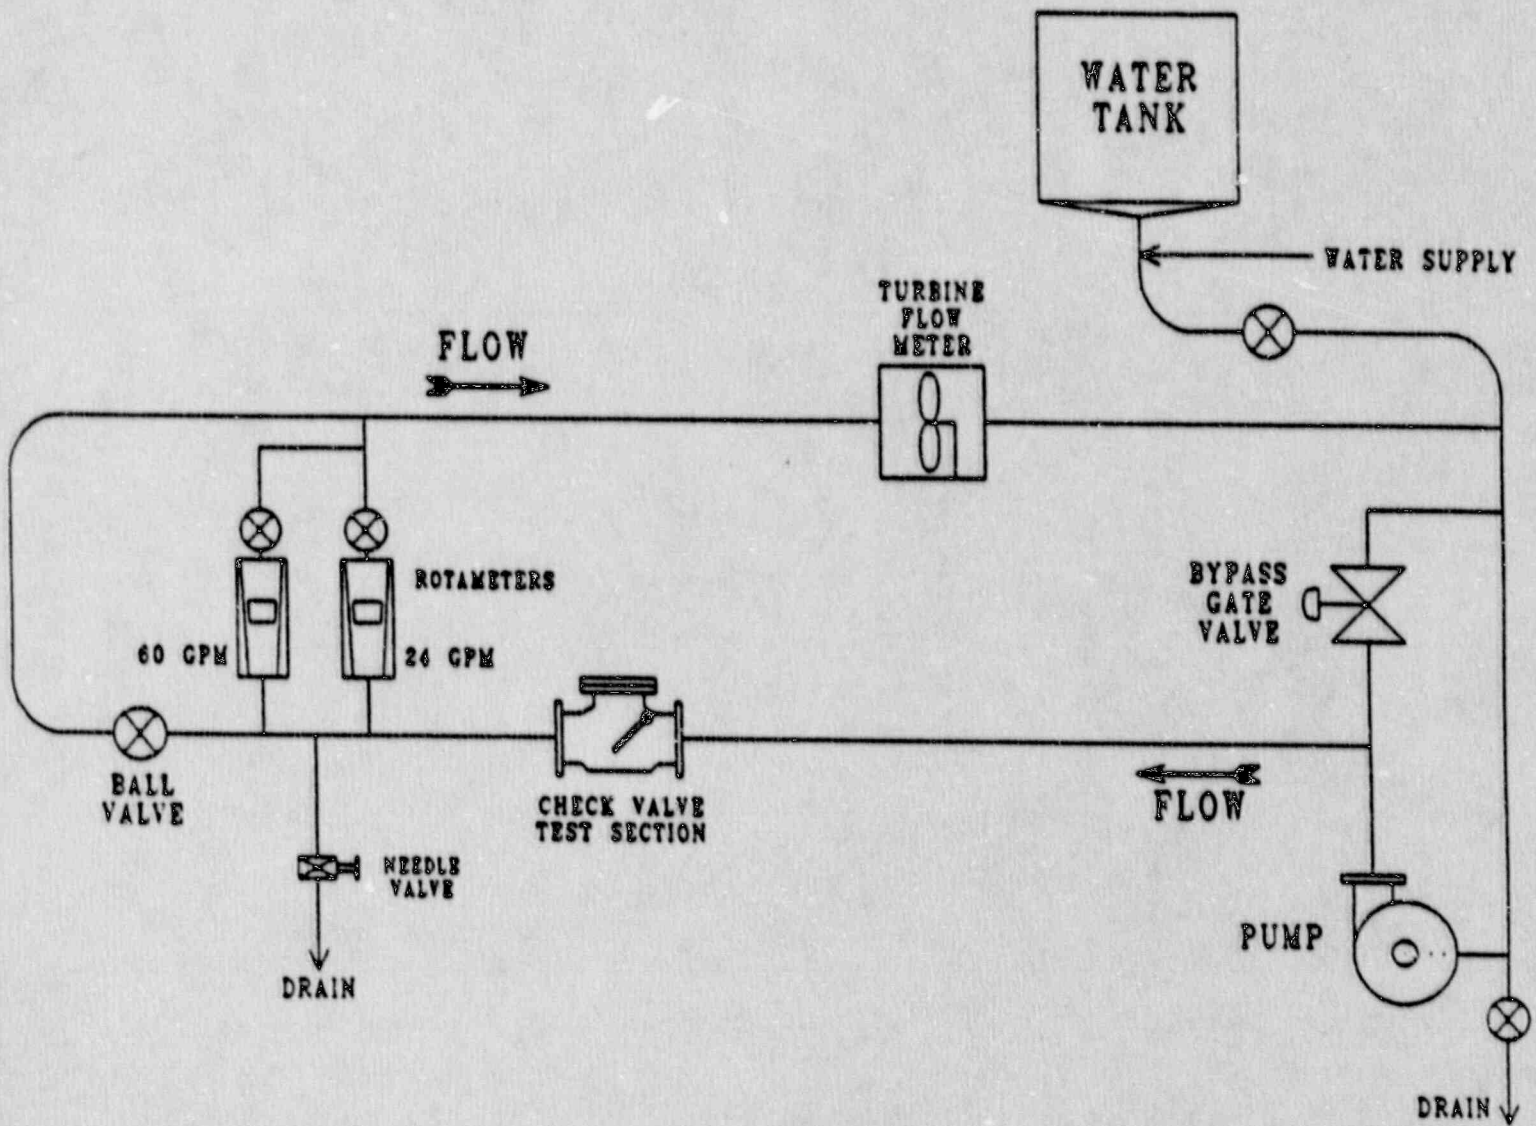 WATER
TANK
WATER SUPPLY
TURBINE
FLOW
METER
FLOW
ROTAMETERS
60 GPM
24 GPM
BYPASS
GATE
VALVE
BALL
VALVE
CHECK VALVE
TEST SECTION
FLOW
NEEDLE
VALVE
PUMP
DRAIN
DRAIN